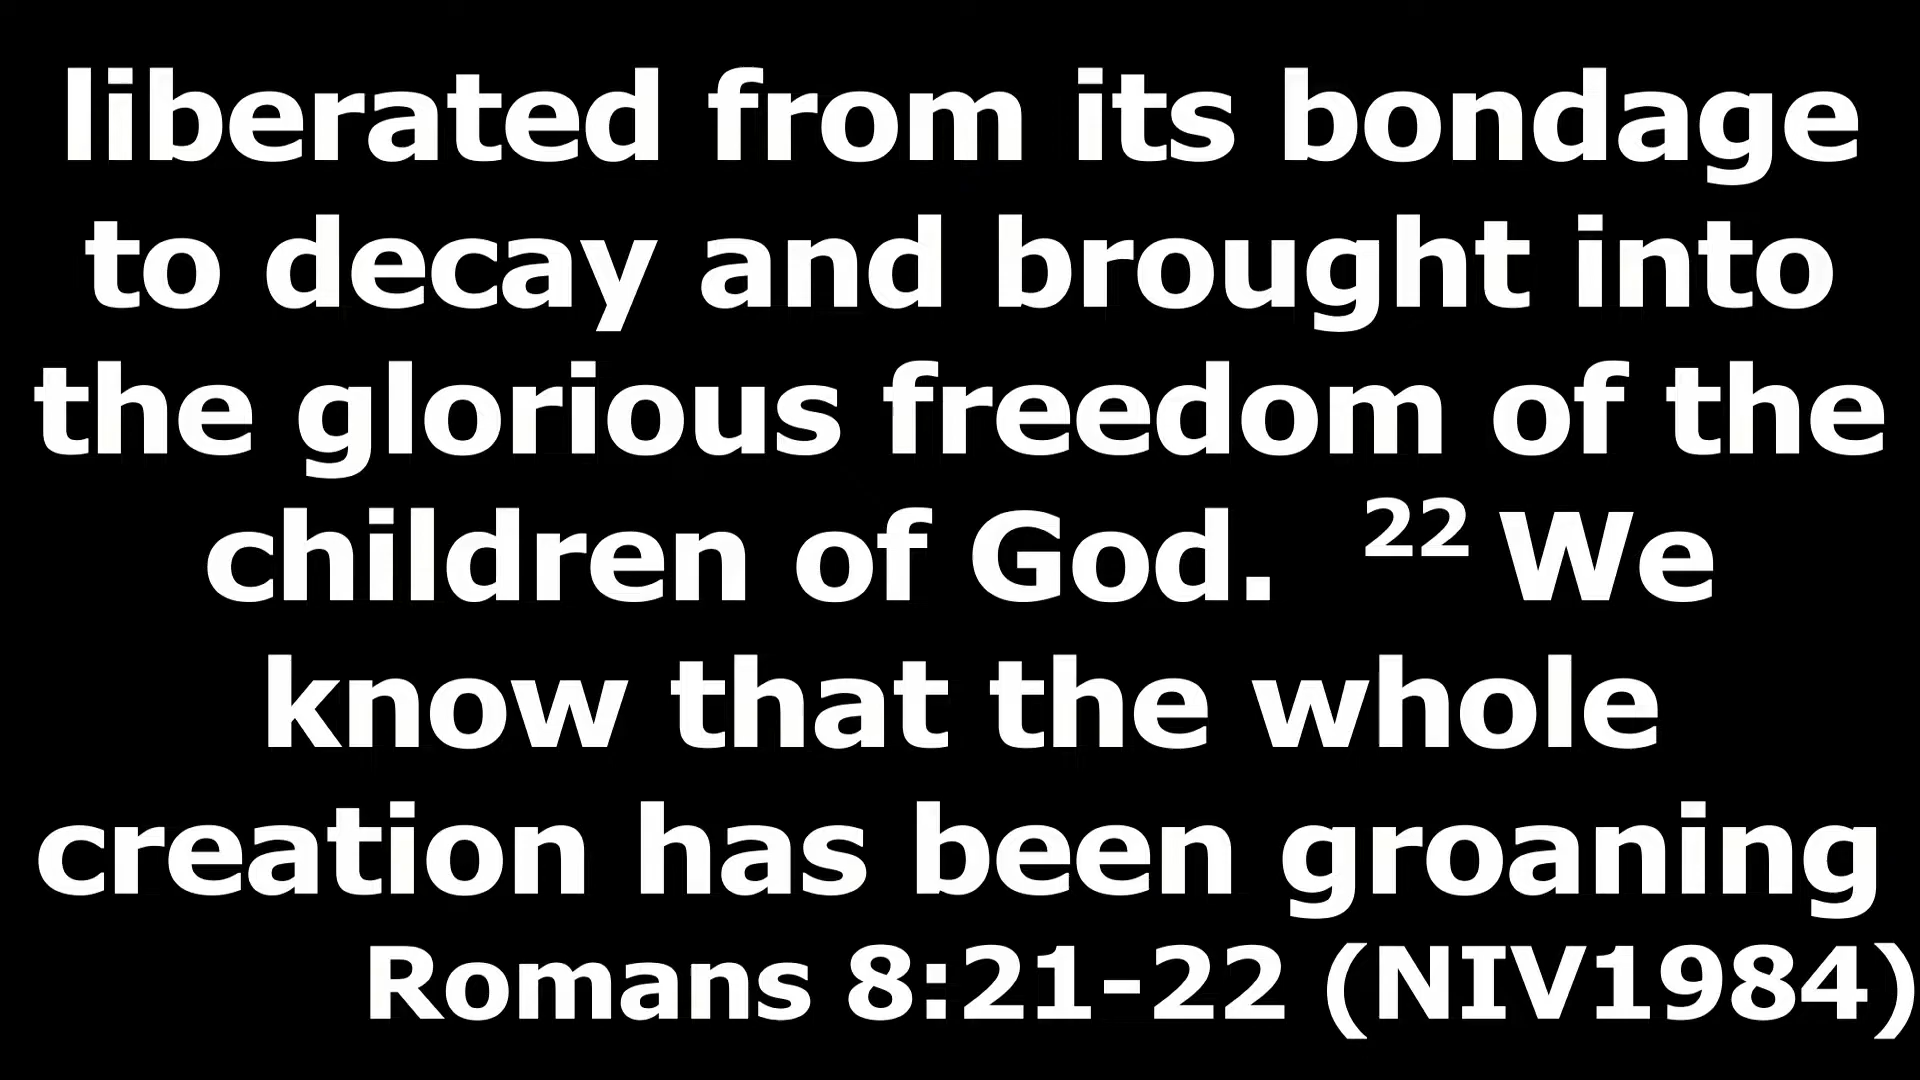 liberated from its bondage
to decay and brought into
the glorious freedom of the
children of God. 22 We
know that the whole
creation has been groaning
Romans 8:21-22 (NIV1984)